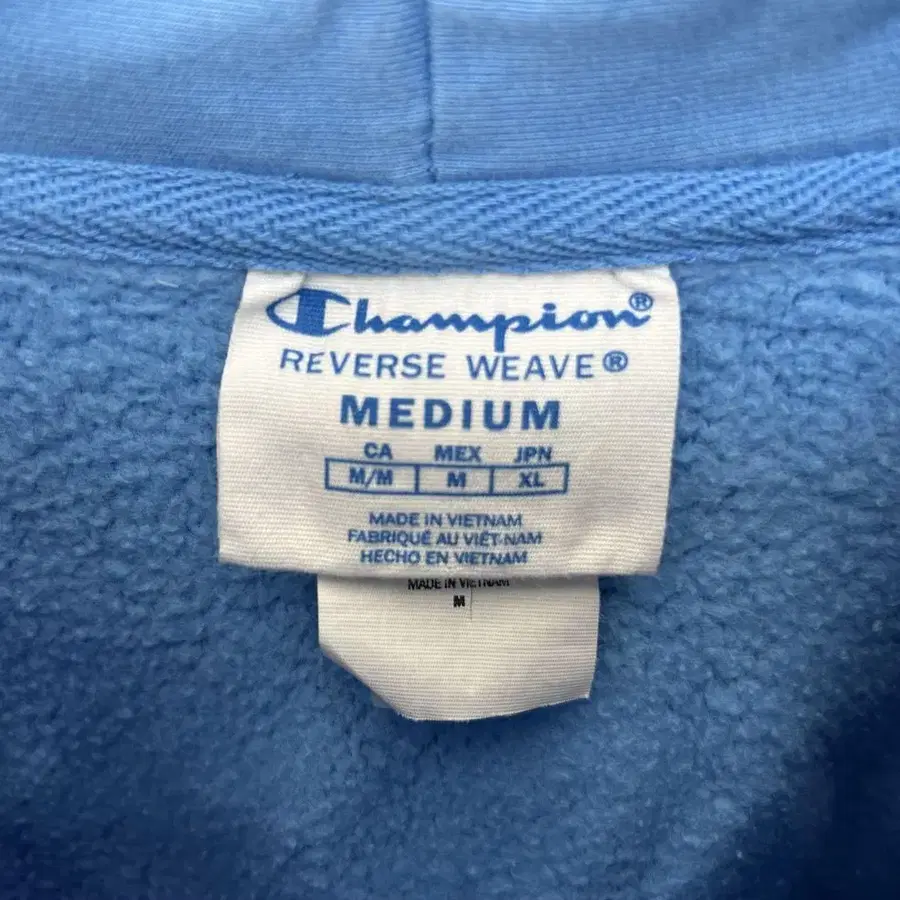 Champion®
REVERSE WEAVE®
MEDIUM
CA MEX JPN
M/M M XL
MADE IN VIETNAM
FABRIQUÉ AU VIÊT-NAM
HECHO EN VIETNAM
MADE IN VIETNAM
M